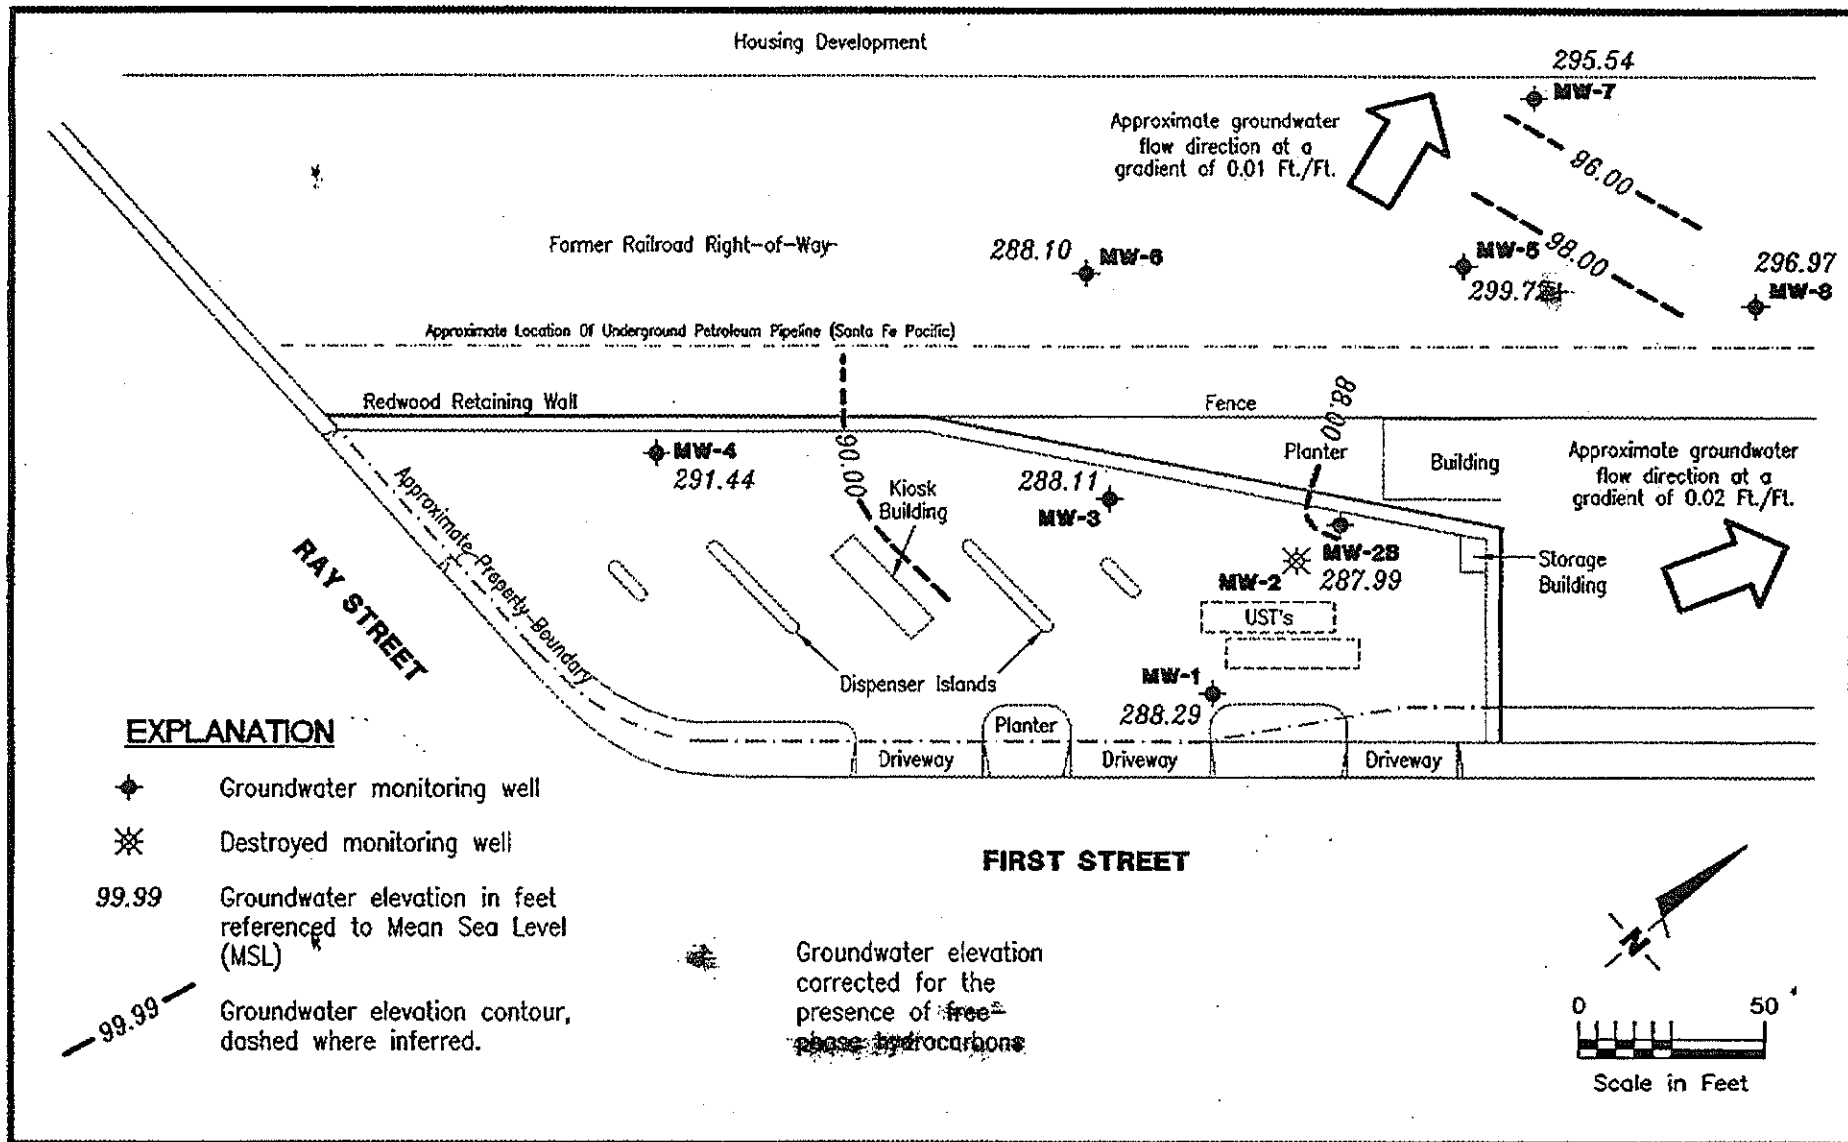 Housing Development
295.54
MW-7
Approximate groundwater
flow direction at a
gradient of 0.01 Ft./Ft.
96.00
Former Railroad Right-of-Way
288.10
MW-6
MW-5
98.00
296.97
299.72
MW-8
Approximate Location Of Underground Petroleum Pipeline (Santa Fe Pacific)
Redwood Retaining Wall
Fence
88.00
MW-4
291.44
90.00
Kiosk
Building
288.11
MW-3
Planter
Building
Approximate groundwater
flow direction at a
gradient of 0.02 Ft./Ft.
Approximate Property Boundary
RAY STREET
MW-2B
MW-2
287.99
Storage
Building
UST's
MW-1
288.29
Dispenser Islands
Planter
Driveway
Driveway
Driveway
FIRST STREET
EXPLANATION
Groundwater monitoring well
Destroyed monitoring well
99.99
Groundwater elevation in feet
referenced to Mean Sea Level
(MSL)
99.99
Groundwater elevation contour,
dashed where inferred.
Groundwater elevation
corrected for the
presence of free
phase hydrocarbons
N
0
50
Scale in Feet